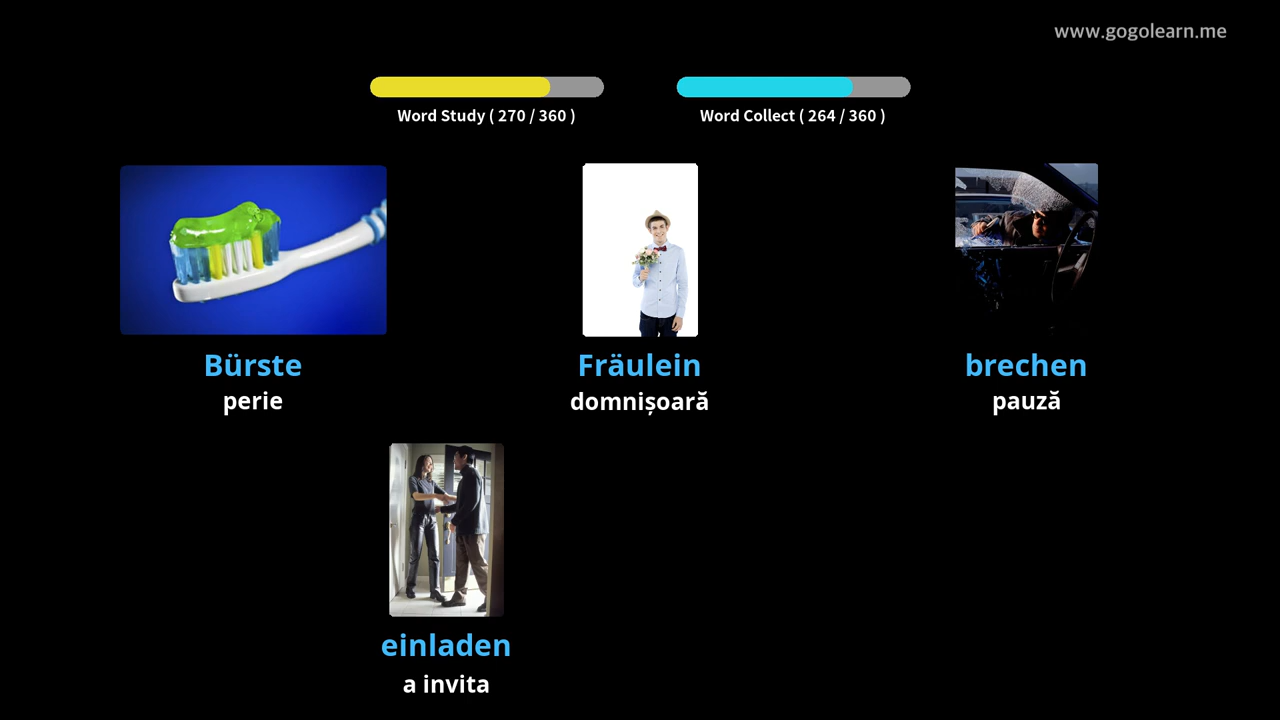 www.gogolearn.me
Word Study ( 270 / 360 )
Word Collect ( 264 / 360 )
Bürste
perie
Fräulein
domnișoară
brechen
pauză
einladen
a invita